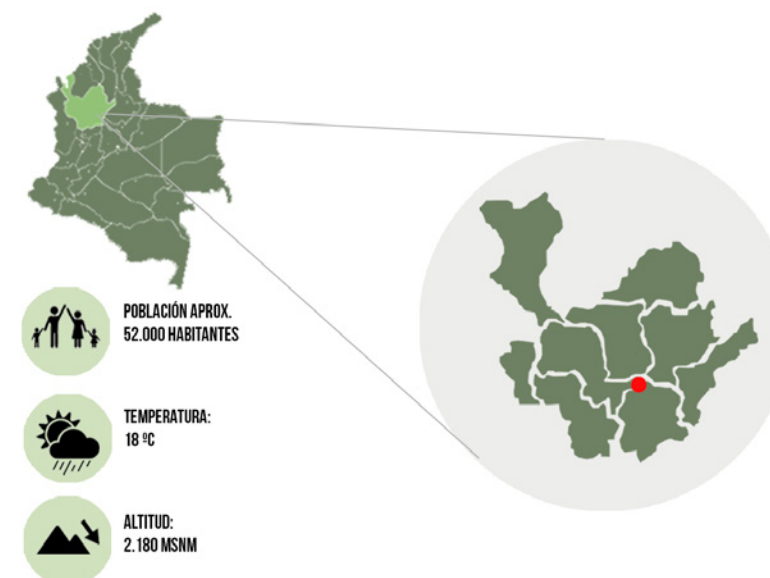 POBLACIÓN APROX.
52.000 HABITANTES
TEMPERATURA:
18 ºC
ALTITUD:
2.180 MSNM